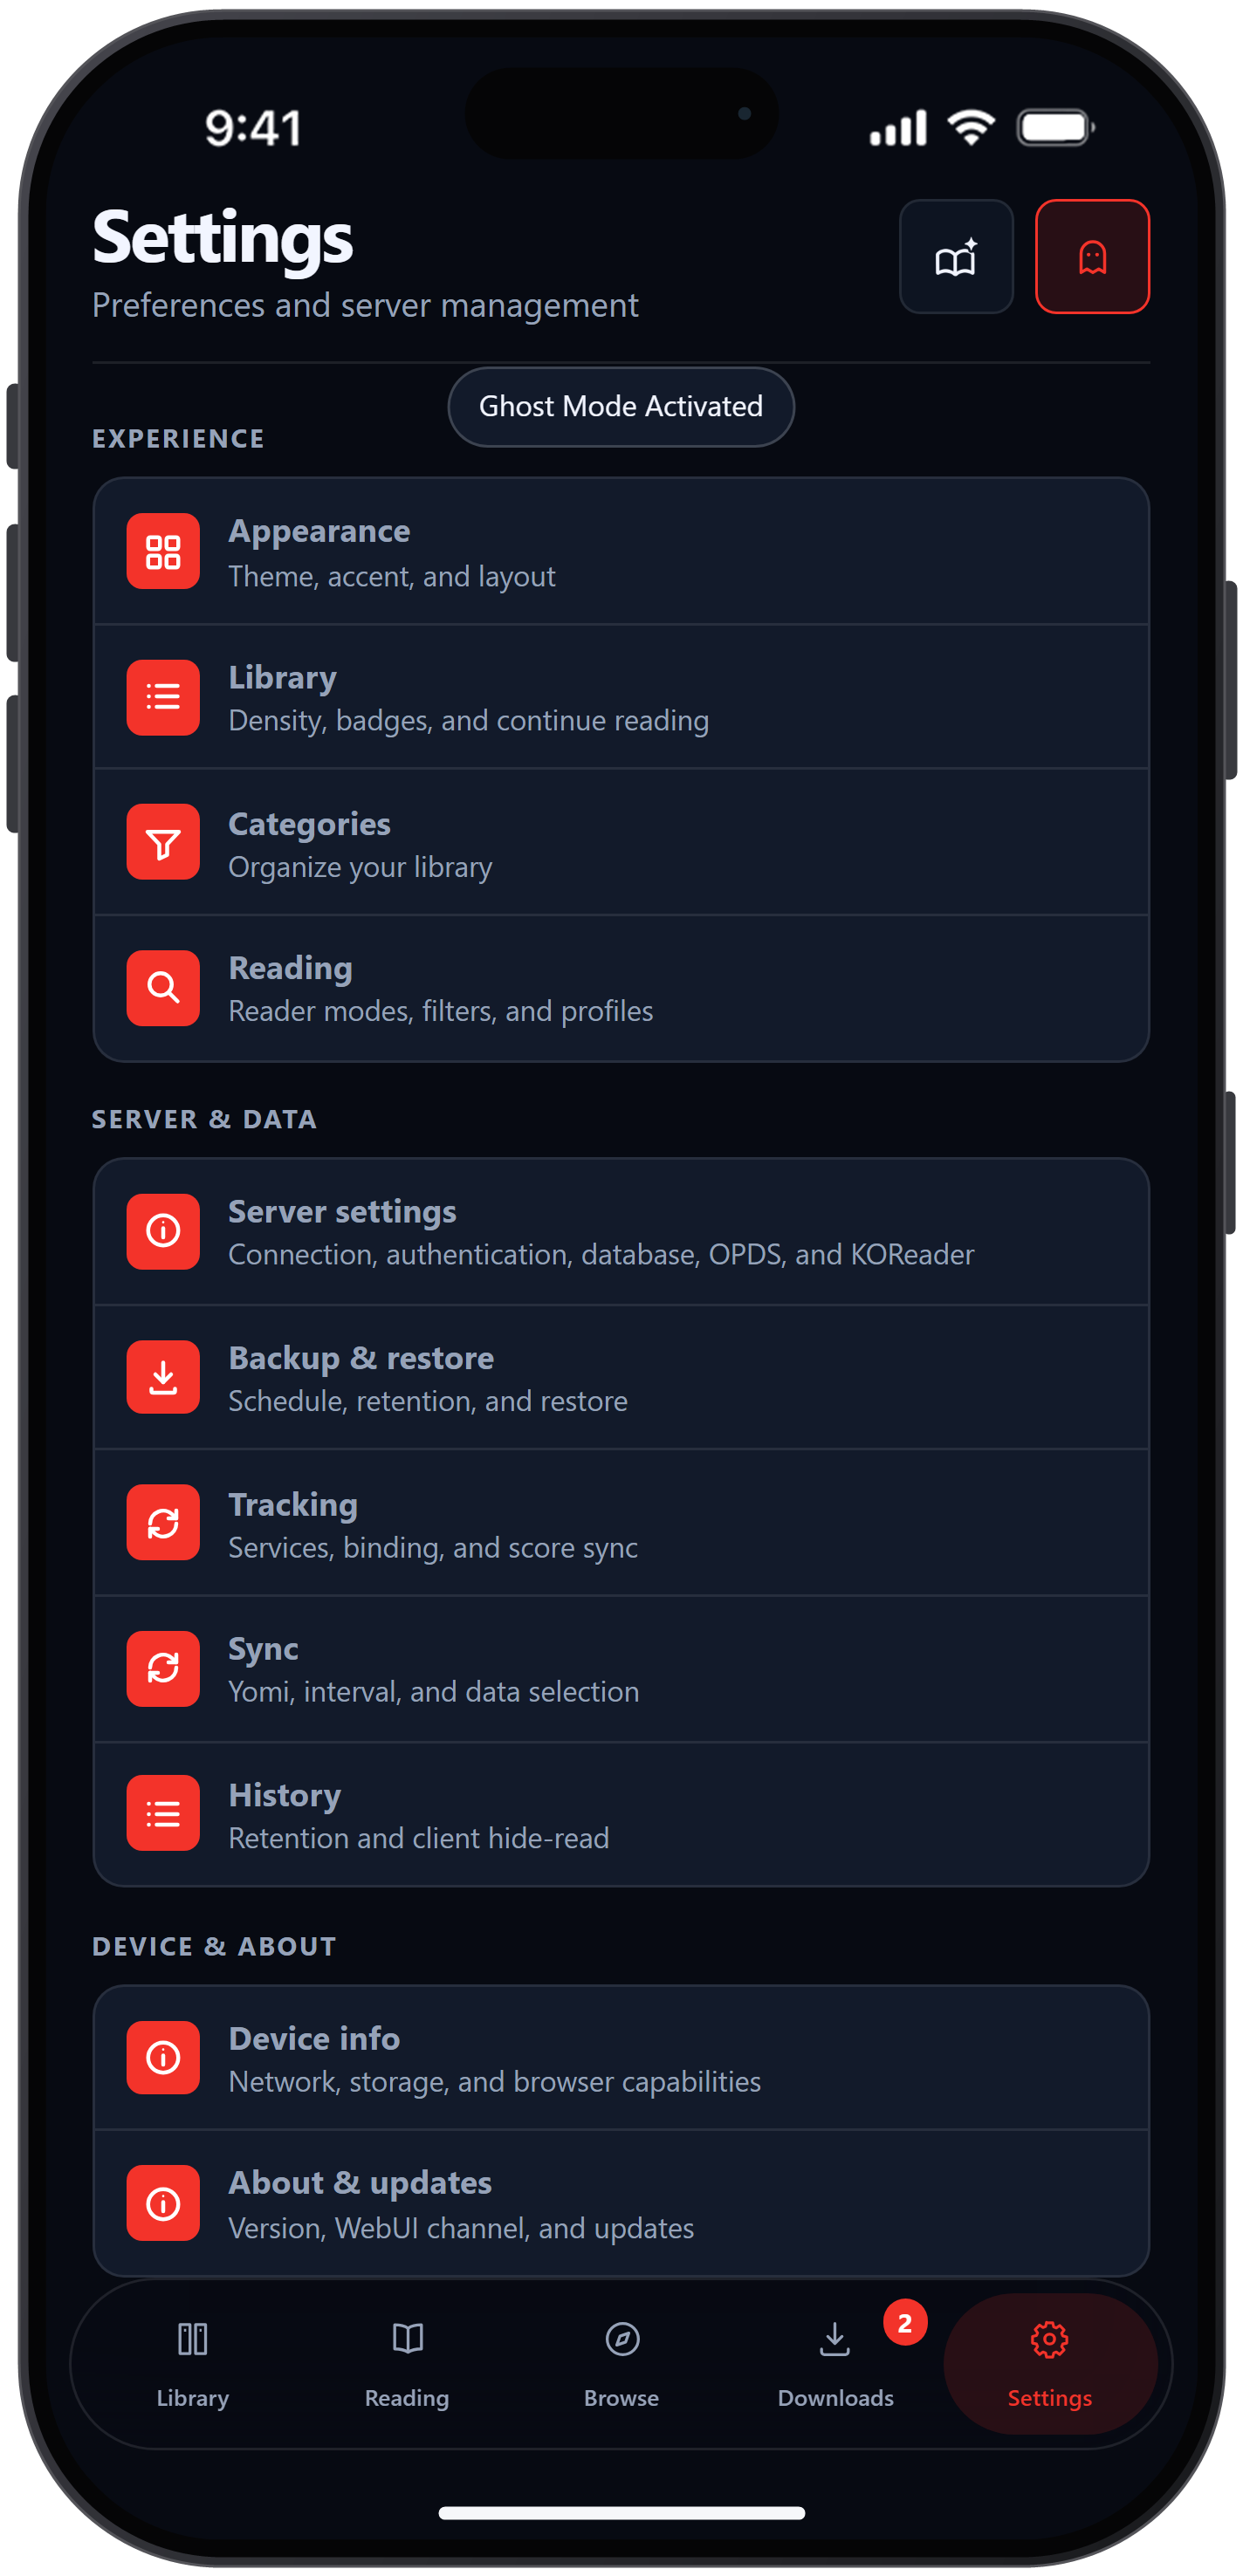 9:41
Settings
Preferences and server management
Ghost Mode Activated
EXPERIENCE
Appearance
Theme, accent, and layout
Library
Density, badges, and continue reading
Categories
Organize your library
Reading
Reader modes, filters, and profiles
SERVER & DATA
Server settings
Connection, authentication, database, OPDS, and KOReader
Backup & restore
Schedule, retention, and restore
Tracking
Services, binding, and score sync
Sync
Yomi, interval, and data selection
History
Retention and client hide-read
DEVICE & ABOUT
Device info
Network, storage, and browser capabilities
About & updates
Version, WebUI channel, and updates
2
Library Reading Browse Downloads Settings